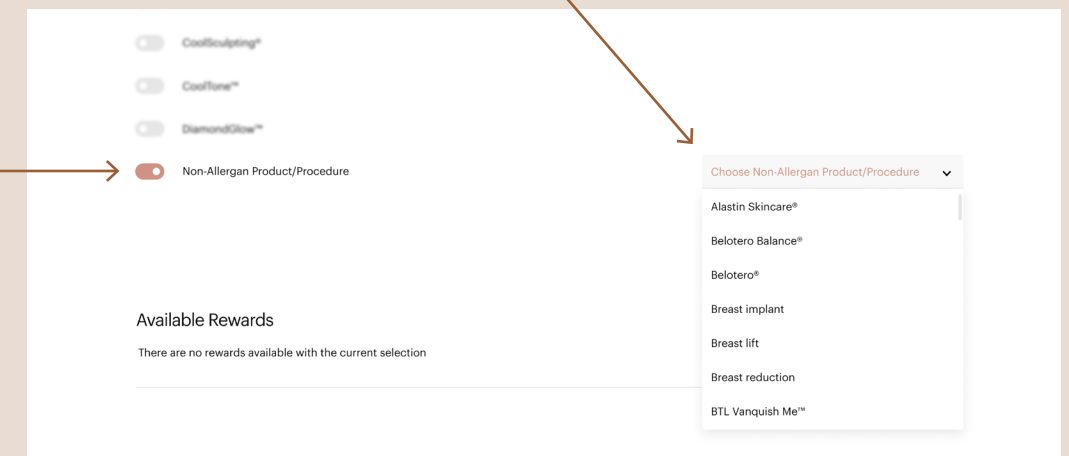 CoolSculpting®
CoolTone™
DiamondGlow™
Non-Allergan Product/Procedure
Choose Non-Allergan Product/Procedure
Alastin Skincare®
Belotero Balance®
Belotero®
Breast implant
Breast lift
Breast reduction
BTL Vanquish Me™
Available Rewards
There are no rewards available with the current selection